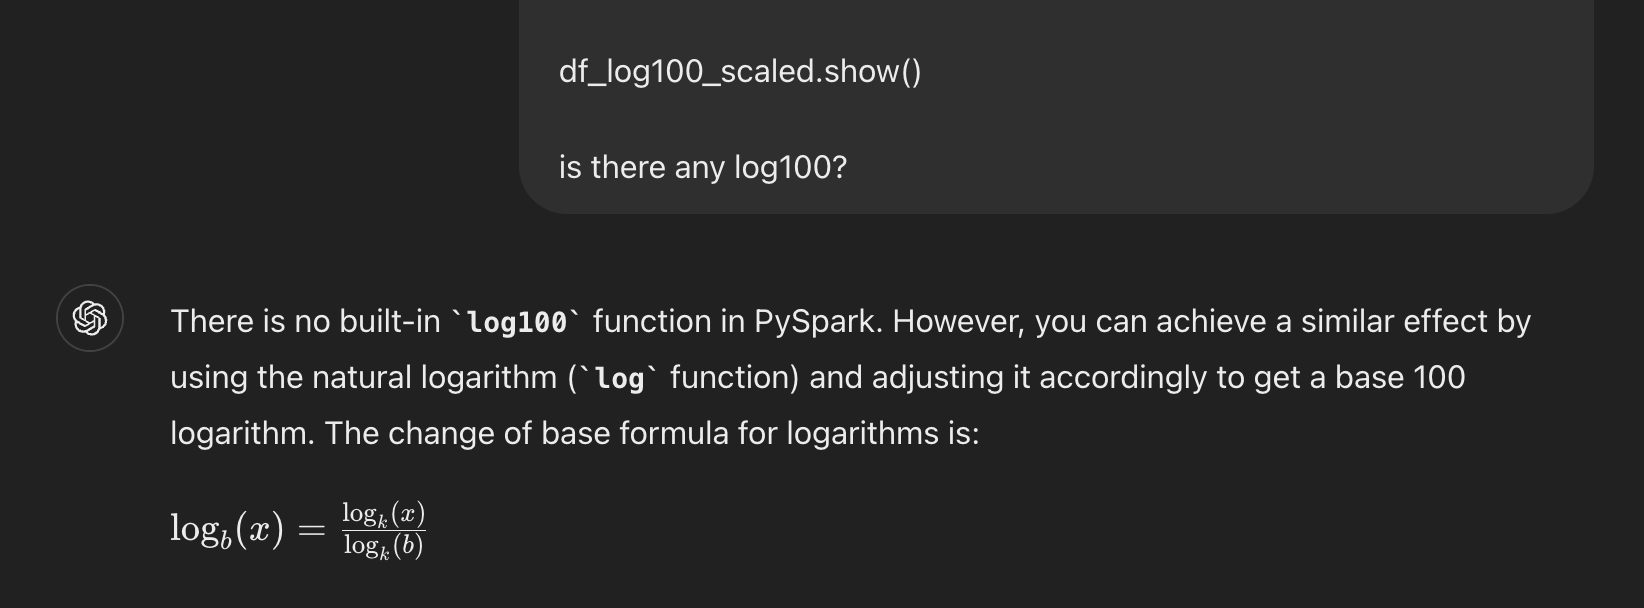 df_log100_scaled.show()
is there any log100?
There is no built-in `log100` function in PySpark. However, you can achieve a similar effect by
using the natural logarithm (`log` function) and adjusting it accordingly to get a base 100
logarithm. The change of base formula for logarithms is:
log_b(x) = log_k(x) / log_k(b)